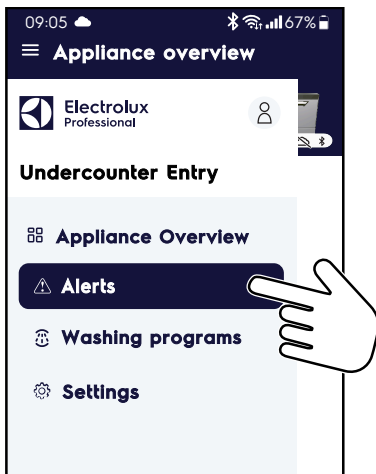 09:05 67%
Appliance overview
Electrolux
Professional
Undercounter Entry
Appliance Overview
Alerts
Washing programs
Settings